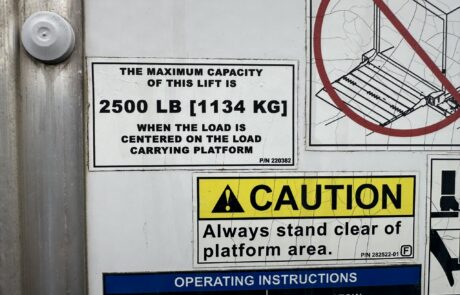 THE MAXIMUM CAPACITY
OF THIS LIFT IS
2500 LB [1134 KG]
WHEN THE LOAD IS
CENTERED ON THE LOAD
CARRYING PLATFORM
P/N 220382
CAUTION
Always stand clear of
platform area.
P/N 282522-01 F
OPERATING INSTRUCTIONS